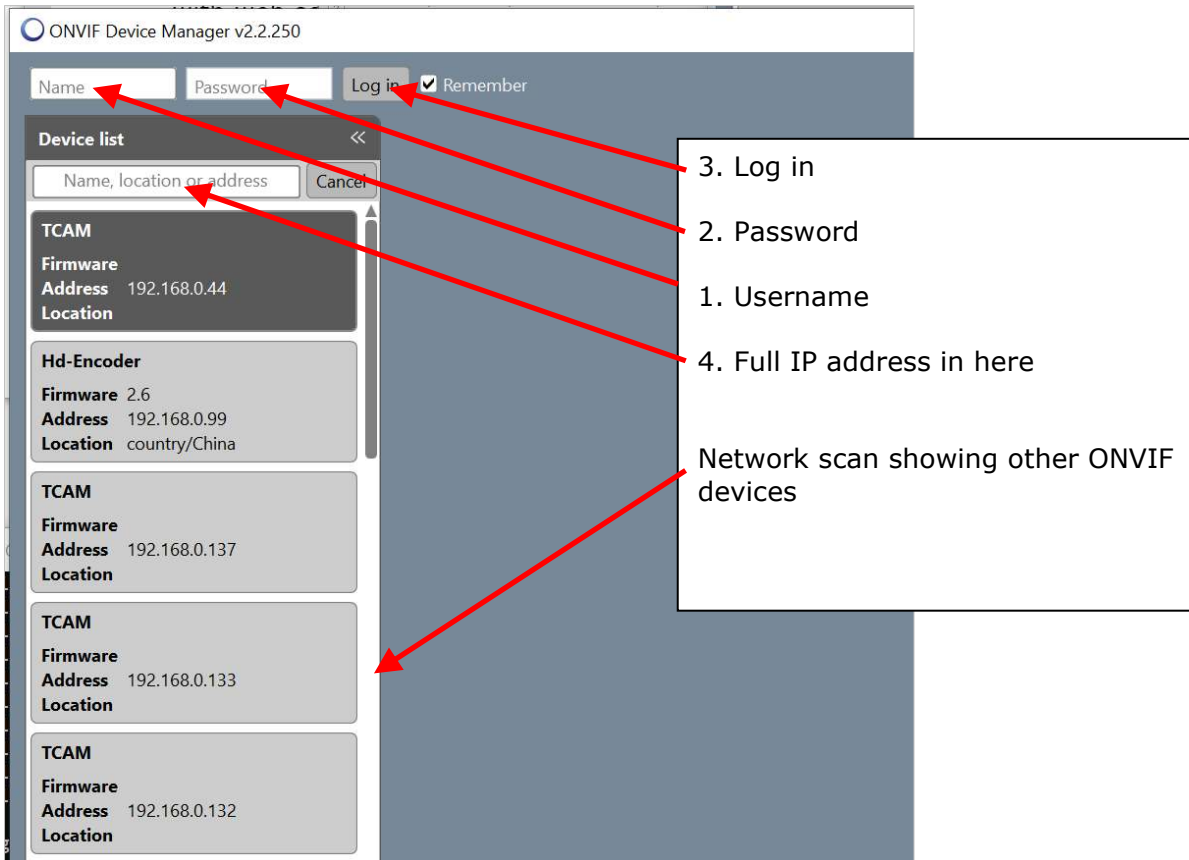 ONVIF Device Manager v2.2.250
Name
Password
Log in
Remember
Device list
Name, location or address
Cancel
TCAM
Firmware
Address 192.168.0.44
Location
Hd-Encoder
Firmware 2.6
Address 192.168.0.99
Location country/China
TCAM
Firmware
Address 192.168.0.137
Location
TCAM
Firmware
Address 192.168.0.133
Location
TCAM
Firmware
Address 192.168.0.132
Location
3. Log in
2. Password
1. Username
4. Full IP address in here
Network scan showing other ONVIF
devices